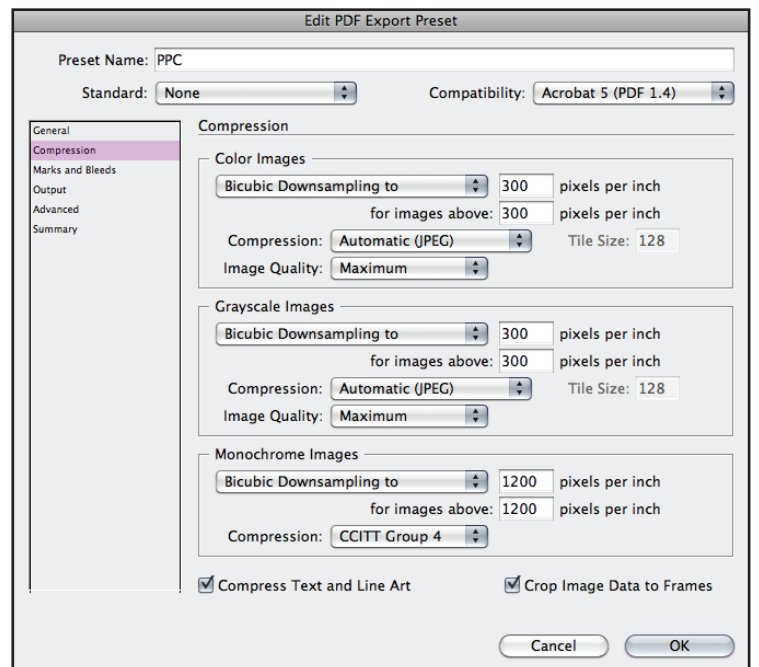 Edit PDF Export Preset
Preset Name: PPC
Standard: None Compatibility: Acrobat 5 (PDF 1.4)
General
Compression
Marks and Bleeds
Output
Advanced
Summary
Compression
Color Images
Bicubic Downsampling to 300 pixels per inch
for images above: 300 pixels per inch
Compression: Automatic (JPEG) Tile Size: 128
Image Quality: Maximum
Grayscale Images
Bicubic Downsampling to 300 pixels per inch
for images above: 300 pixels per inch
Compression: Automatic (JPEG) Tile Size: 128
Image Quality: Maximum
Monochrome Images
Bicubic Downsampling to 1200 pixels per inch
for images above: 1200 pixels per inch
Compression: CCITT Group 4
Compress Text and Line Art Crop Image Data to Frames
Cancel OK